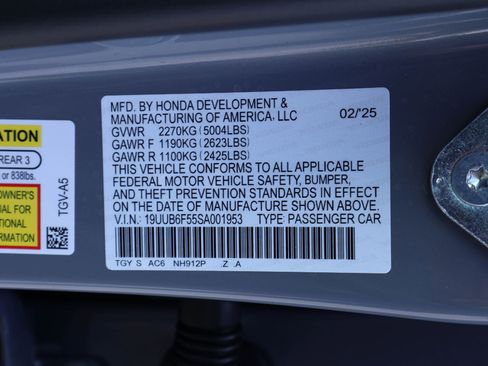 MFD. BY HONDA DEVELOPMENT &
MANUFACTURING OF AMERICA, LLC 02/'25
GVWR 2270KG (5004LBS)
GAWR F 1190KG (2623LBS)
GAWR R 1100KG (2425LBS)
THIS VEHICLE CONFORMS TO ALL APPLICABLE
FEDERAL MOTOR VEHICLE SAFETY, BUMPER,
AND THEFT PREVENTION STANDARDS IN
EFFECT ON THE DATE OF MANUFACTURE SHOWN ABOVE.
V.I.N.: 19UUB6F55SA001953 TYPE PASSENGER CAR
TGY S AC6 NH912P .Z .A
ATION
REAR 3
or 838lbs.
OWNER'S
UAL FOR
TIONAL
RMATION
TGV-A5